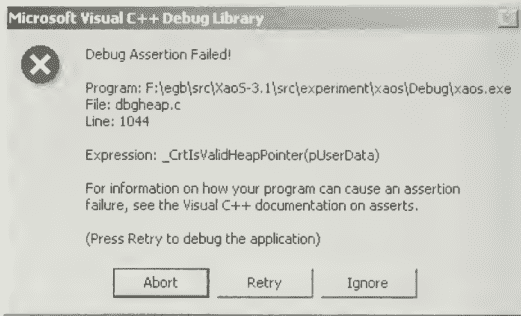 Microsoft Visual C++ Debug Library
Debug Assertion Failed!
Program: F:\egb\src\XaoS-3.1\src\experiment\xaos\Debug\xaos.exe
File: dbgheap.c
Line: 1044
Expression: _CrtIsValidHeapPointer(pUserData)
For information on how your program can cause an assertion
failure, see the Visual C++ documentation on asserts.
(Press Retry to debug the application)
Abort
Retry
Ignore